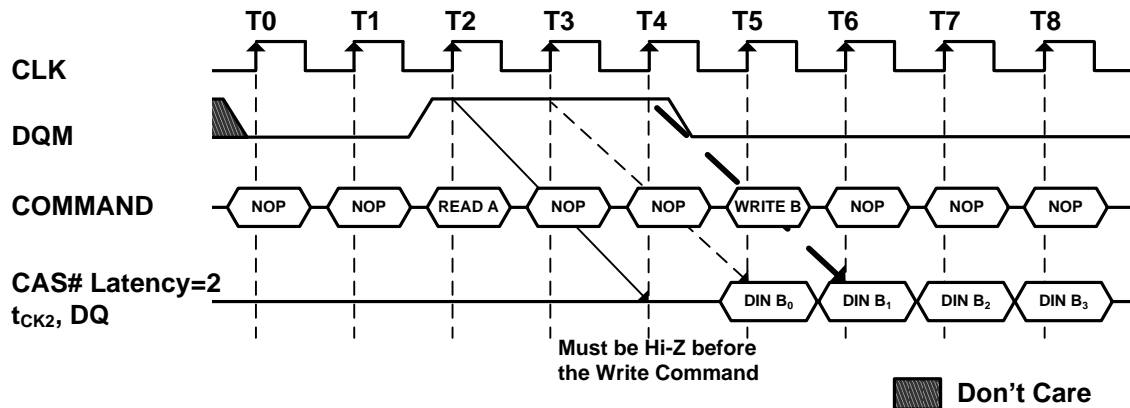 T0 T1 T2 T3 T4 T5 T6 T7 T8
CLK
DQM
COMMAND NOP NOP READ A NOP NOP WRITE B NOP NOP NOP
CAS# Latency=2
tCK2, DQ DIN B0 DIN B1 DIN B2 DIN B3
Must be Hi-Z before
the Write Command
Don't Care